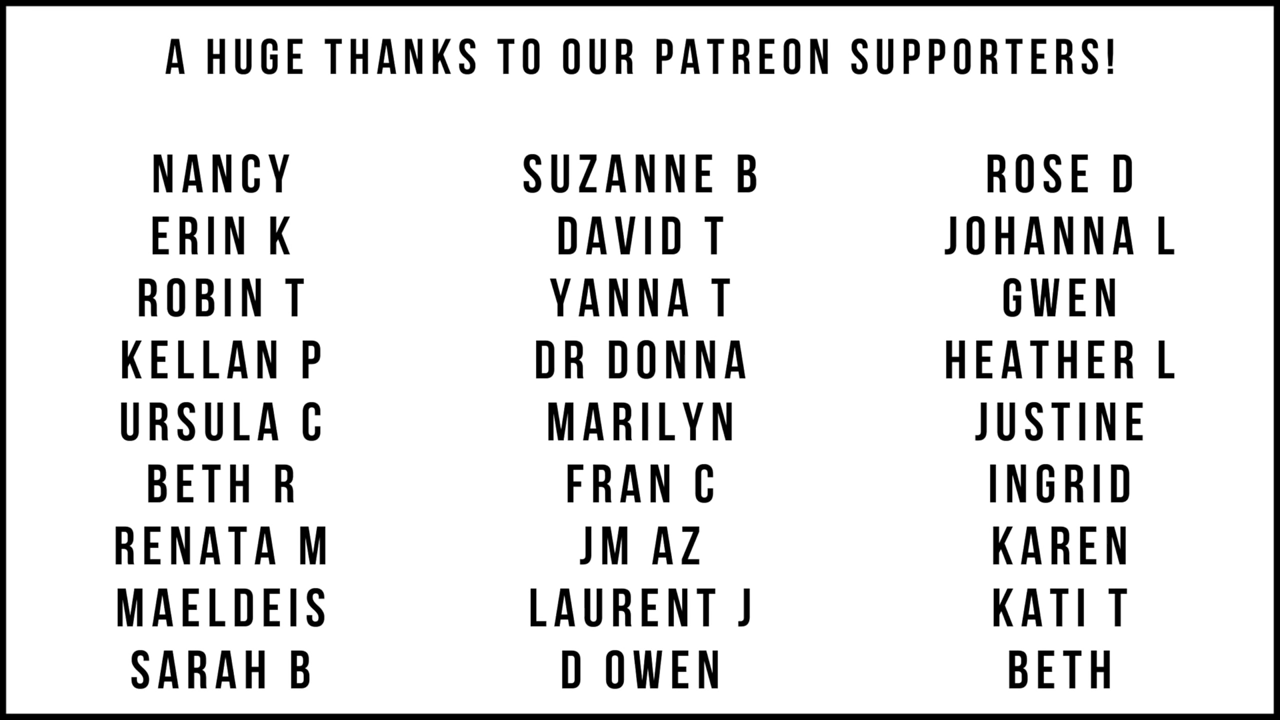 A HUGE THANKS TO OUR PATREON SUPPORTERS!
NANCY
ERIN K
ROBIN T
KELLAN P
URSULA C
BETH R
RENATA M
MAELDEIS
SARAH B
SUZANNE B
DAVID T
YANNA T
DR DONNA
MARILYN
FRAN C
JM AZ
LAURENT J
D OWEN
ROSE D
JOHANNA L
GWEN
HEATHER L
JUSTINE
INGRID
KAREN
KATI T
BETH